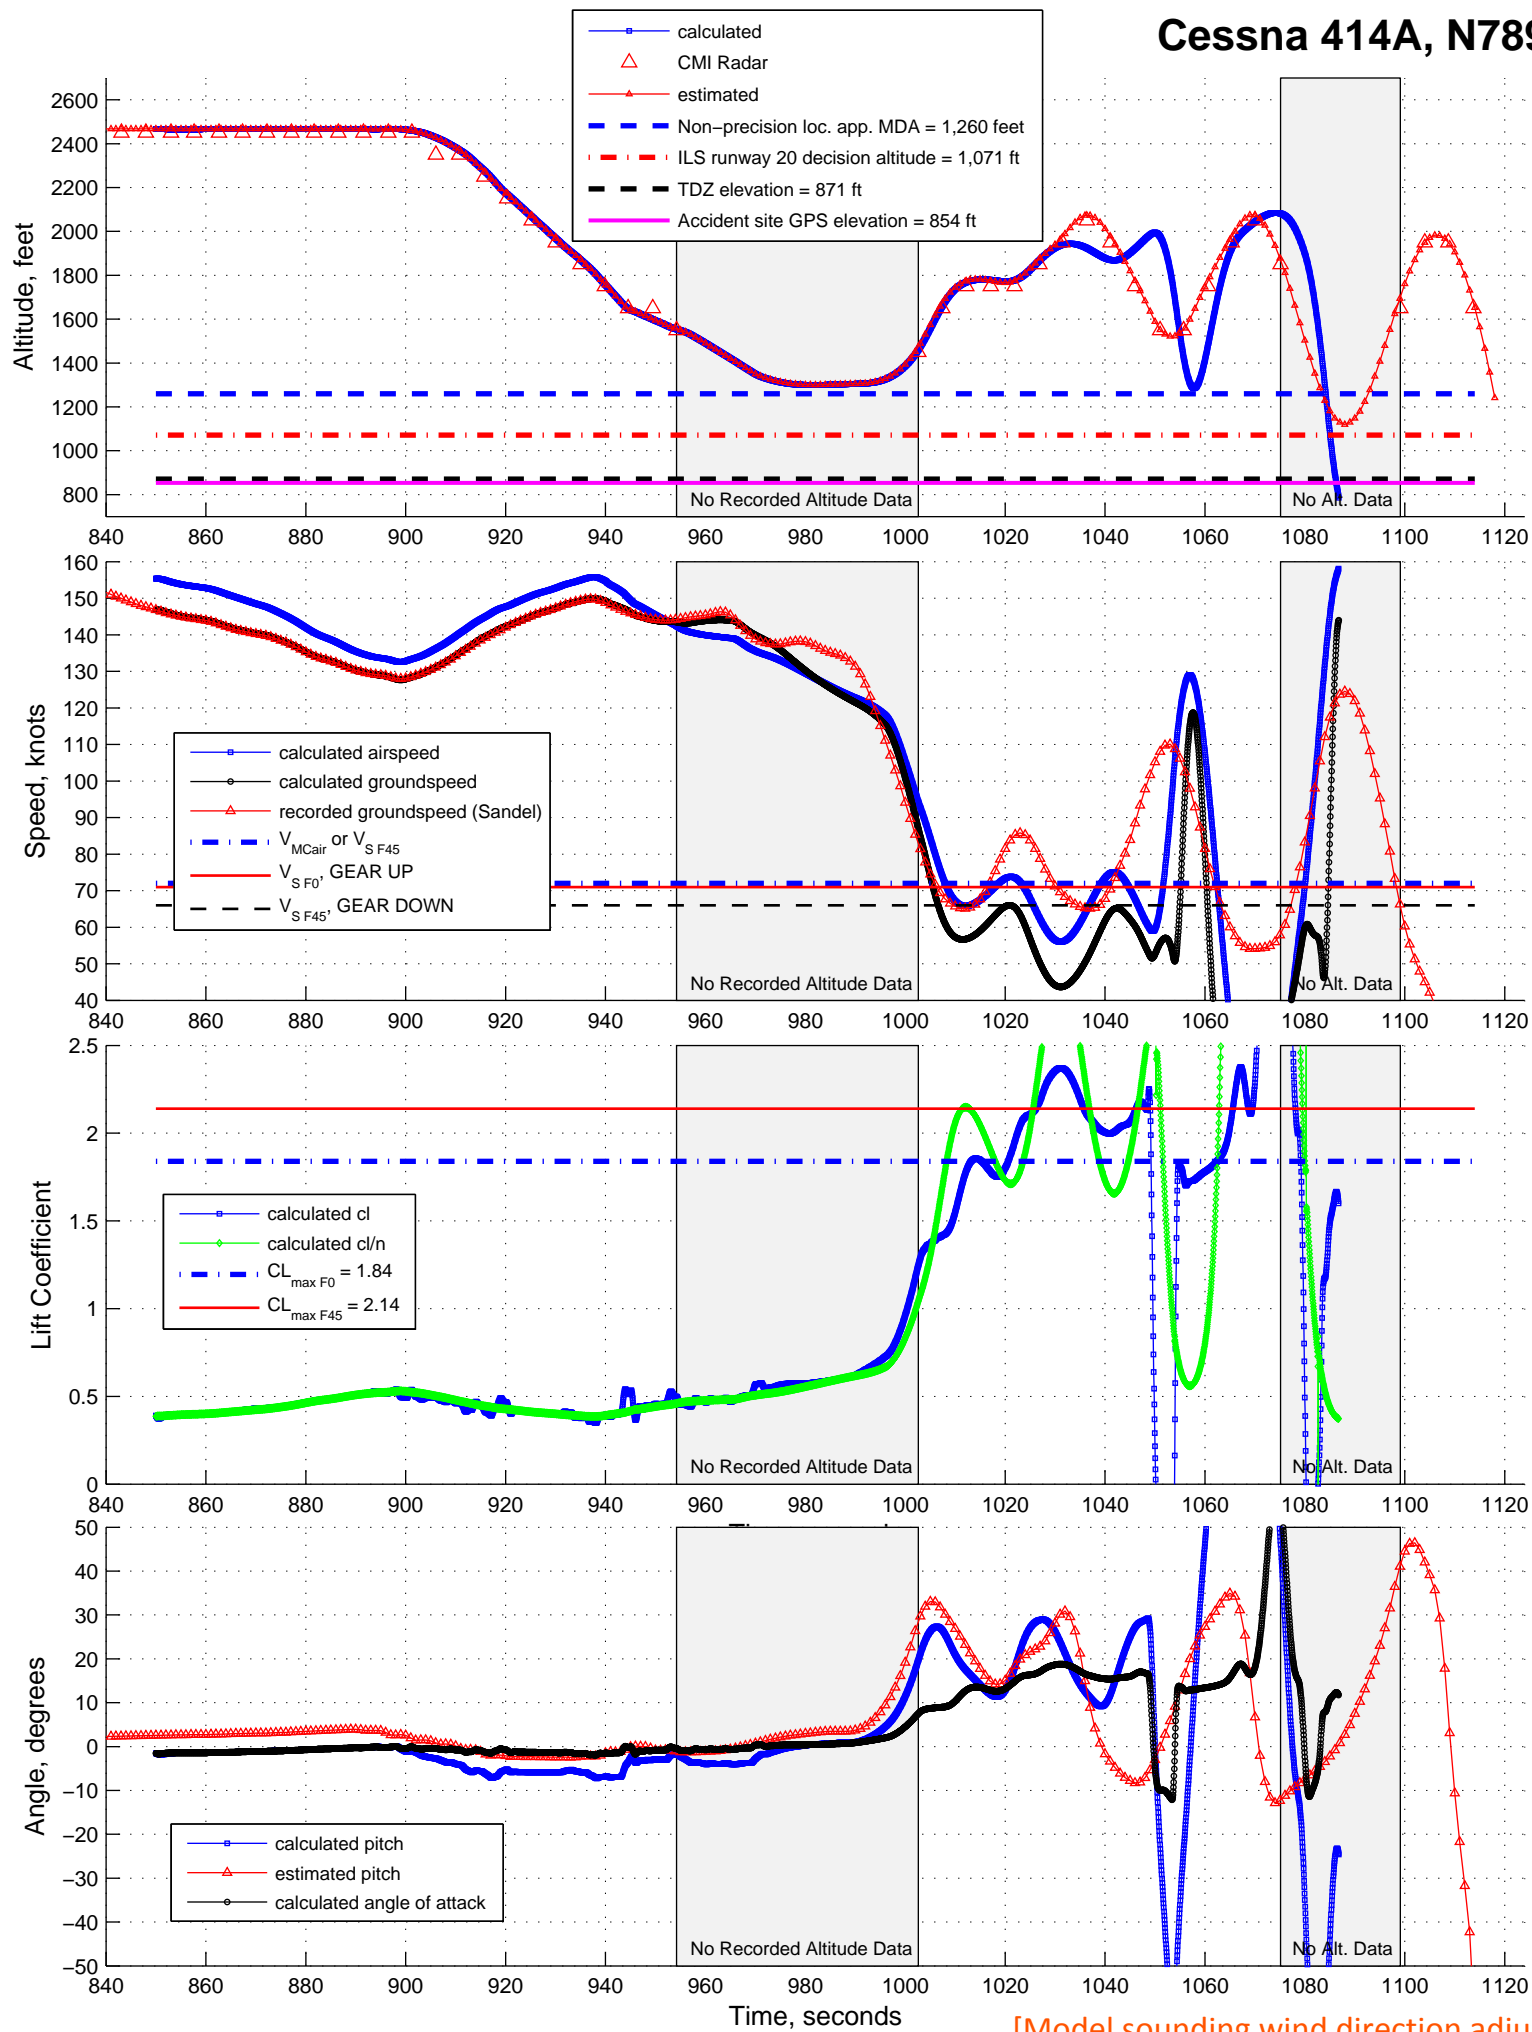 Cessna 414A, N789
calculated
CMI Radar
estimated
Non−precision loc. app. MDA = 1,260 feet
ILS runway 20 decision altitude = 1,071 ft
TDZ elevation = 871 ft
Accident site GPS elevation = 854 ft
Altitude, feet
2600
2400
2200
2000
1800
1600
1400
1200
1000
800
No Recorded Altitude Data
No Alt. Data
840 860 880 900 920 940 960 980 1000 1020 1040 1060 1080 1100 1120
Speed, knots
160
150
140
130
120
110
100
90
80
70
60
50
40
calculated airspeed
calculated groundspeed
recorded groundspeed (Sandel)
V MCair or V S F45
V S F0, GEAR UP
V S F45, GEAR DOWN
No Recorded Altitude Data
No Alt. Data
840 860 880 900 920 940 960 980 1000 1020 1040 1060 1080 1100 1120
Lift Coefficient
2.5
2
1.5
1
0.5
0
calculated cl
calculated cl/n
CL max F0 = 1.84
CL max F45 = 2.14
No Recorded Altitude Data
No Alt. Data
840 860 880 900 920 940 960 980 1000 1020 1040 1060 1080 1100 1120
Angle, degrees
50
40
30
20
10
0
−10
−20
−30
−40
−50
calculated pitch
estimated pitch
calculated angle of attack
No Recorded Altitude Data
No Alt. Data
840 860 880 900 920 940 960 980 1000 1020 1040 1060 1080 1100 1120
Time, seconds
[Model sounding wind direction adju